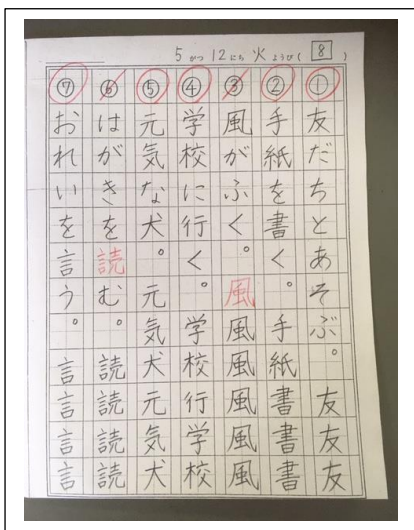 5がつ12にち火ようび(8)
①友だちとあそぶ。友友友
②手紙を書く。手紙書書書
③風がふく。風風風風風風
④学校に行く。学校行学校
⑤元気な犬。元気犬元気犬
⑥はがきを読む。読読読読
⑦おれいを言う。言言言言